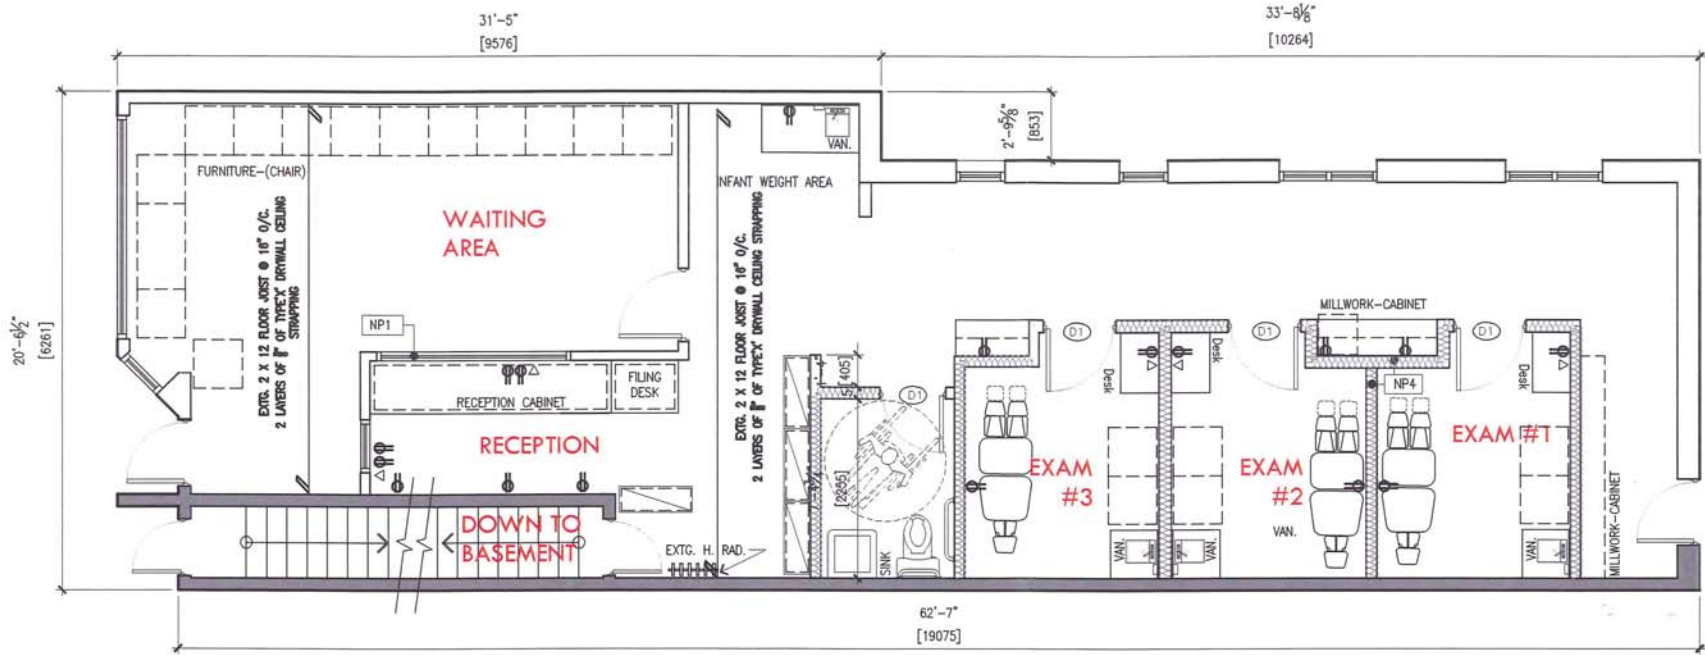 31'-5"
[9576]
33'-8⅛"
[10264]
2'-9⅝"
[853]
20'-6½"
[6261]
FURNITURE-(CHAIR)
WAITING
AREA
EXTG. 2 X 12 FLOOR JOIST @ 16" O/C.
2 LAYERS OF ⅝" OF TYPE'X' DRYWALL CEILING
STRAPPING
NP1
RECEPTION CABINET
FILING
DESK
RECEPTION
DOWN TO
BASEMENT
EXTG. H. RAD.
VAN.
INFANT WEIGHT AREA
EXTG. 2 X 12 FLOOR JOIST @ 16" O/C.
2 LAYERS OF ⅝" OF TYPE'X' DRYWALL CEILING STRAPPING
[405]
D1
[2205]
SINK
D1
Desk
EXAM
#3
VAN.
D1
Desk
EXAM
#2
VAN.
VAN.
MILLWORK-CABINET
NP4
D1
Desk
EXAM #1
VAN.
MILLWORK-CABINET
62'-7"
[19075]